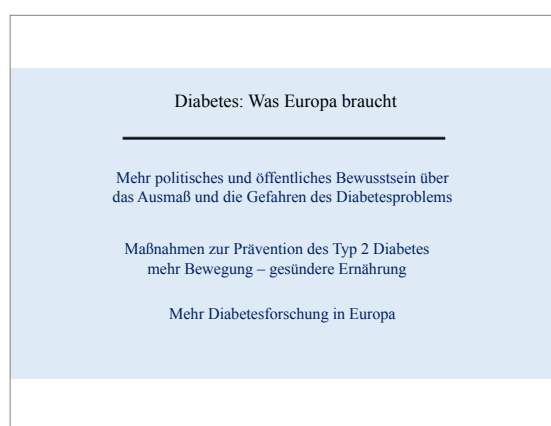 Diabetes: Was Europa braucht
Mehr politisches und öffentliches Bewusstsein über
das Ausmaß und die Gefahren des Diabetesproblems
Maßnahmen zur Prävention des Typ 2 Diabetes
mehr Bewegung – gesündere Ernährung
Mehr Diabetesforschung in Europa